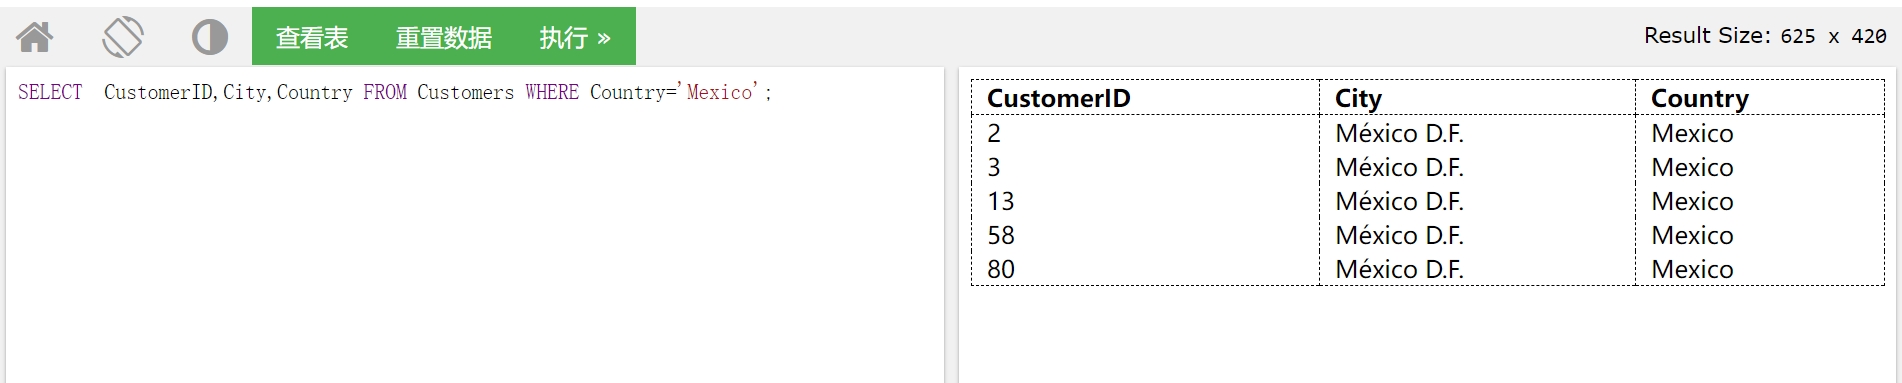 查看表 重置数据 执行 »
Result Size: 625 x 420
SELECT  CustomerID,City,Country FROM Customers WHERE Country='Mexico';
CustomerID City Country
2 México D.F. Mexico
3 México D.F. Mexico
13 México D.F. Mexico
58 México D.F. Mexico
80 México D.F. Mexico